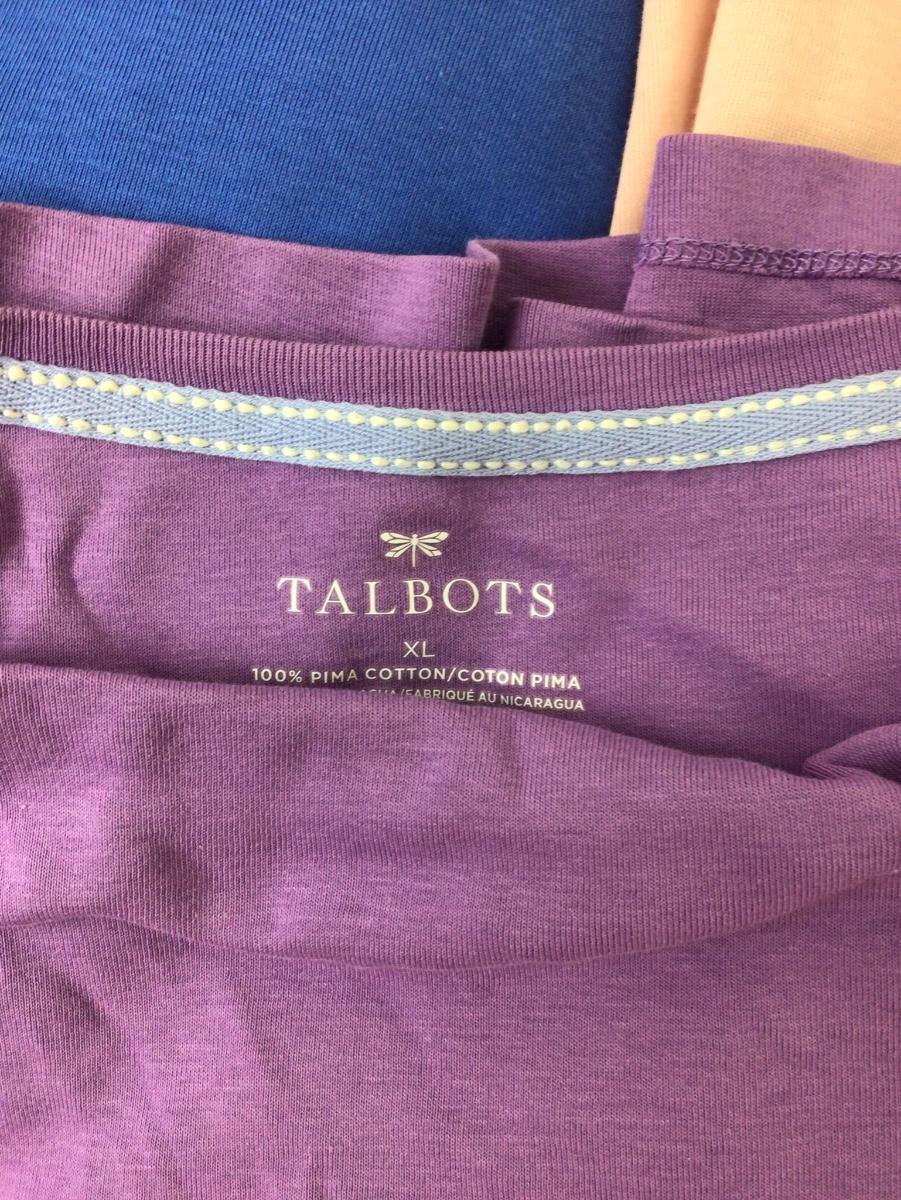 TALBOTS
XL
100% PIMA COTTON/COTON PIMA
/FABRIQUÉ AU NICARAGUA